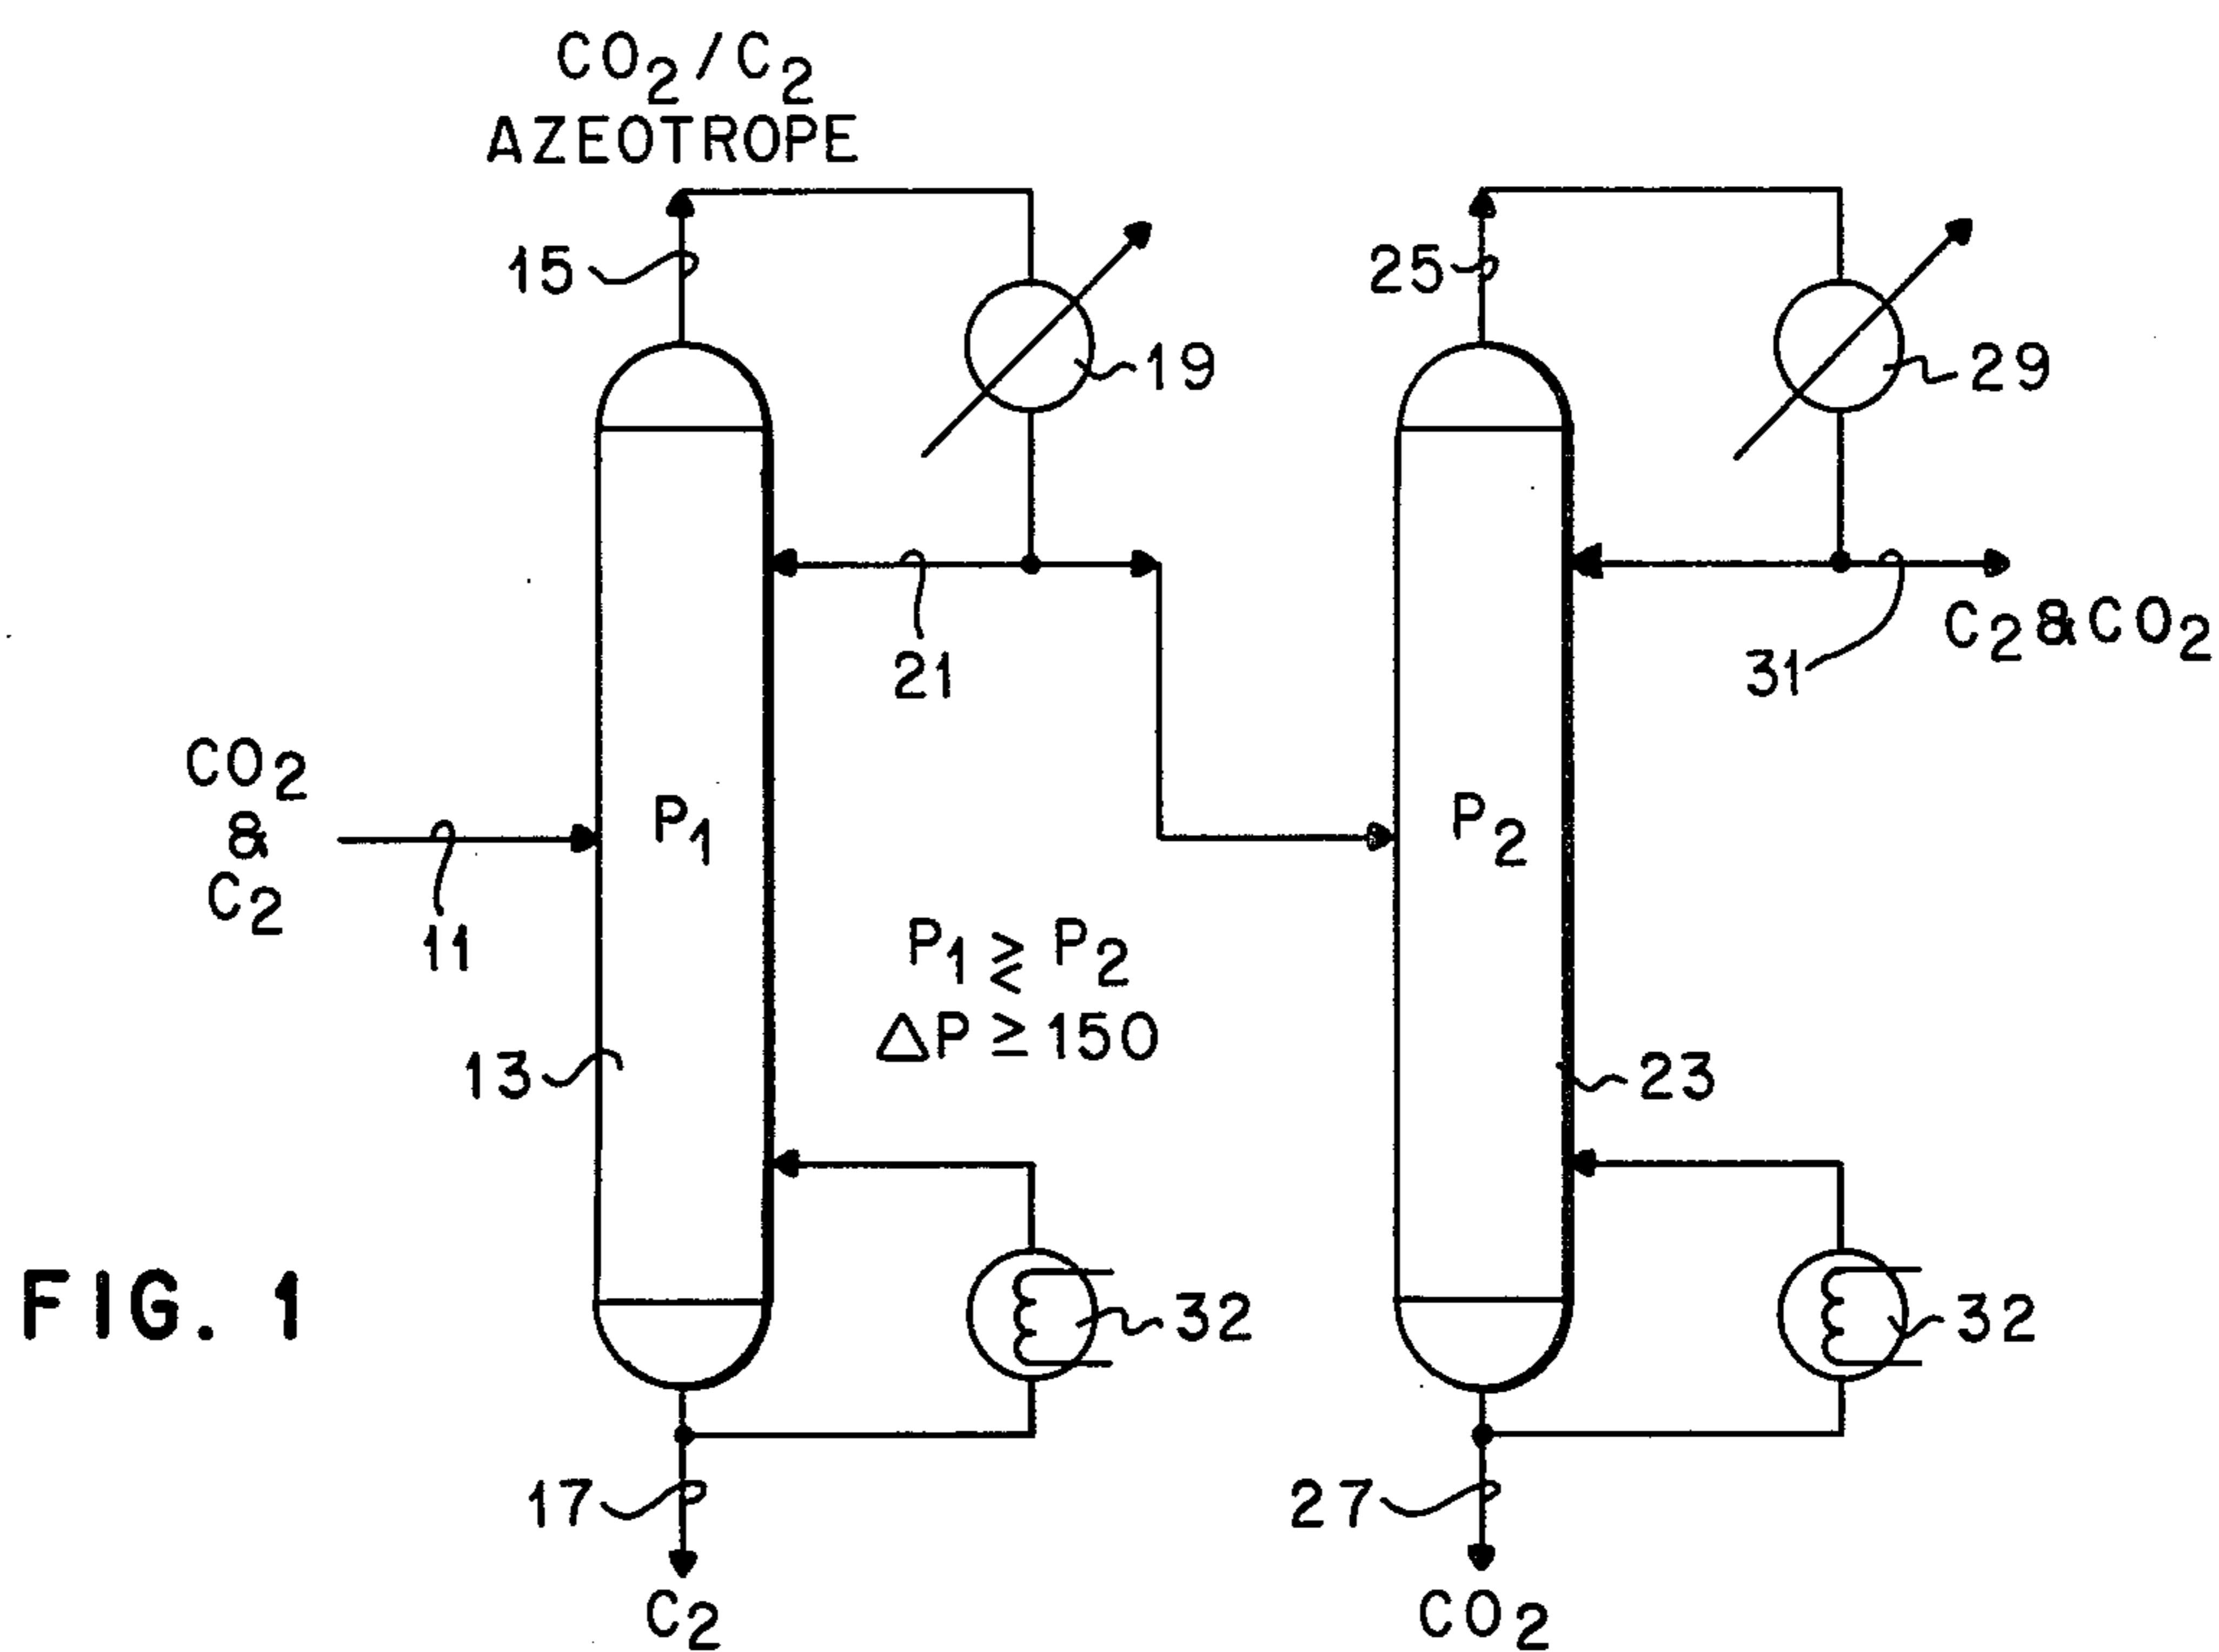 CO2/C2
AZEOTROPE
15
25
19
29
21
C2&CO2
31
CO2
&
C2
P1
P2
11
P1 ≷ P2
ΔP ≥ 150
13
23
FIG. 1
32
32
17
27
C2
CO2